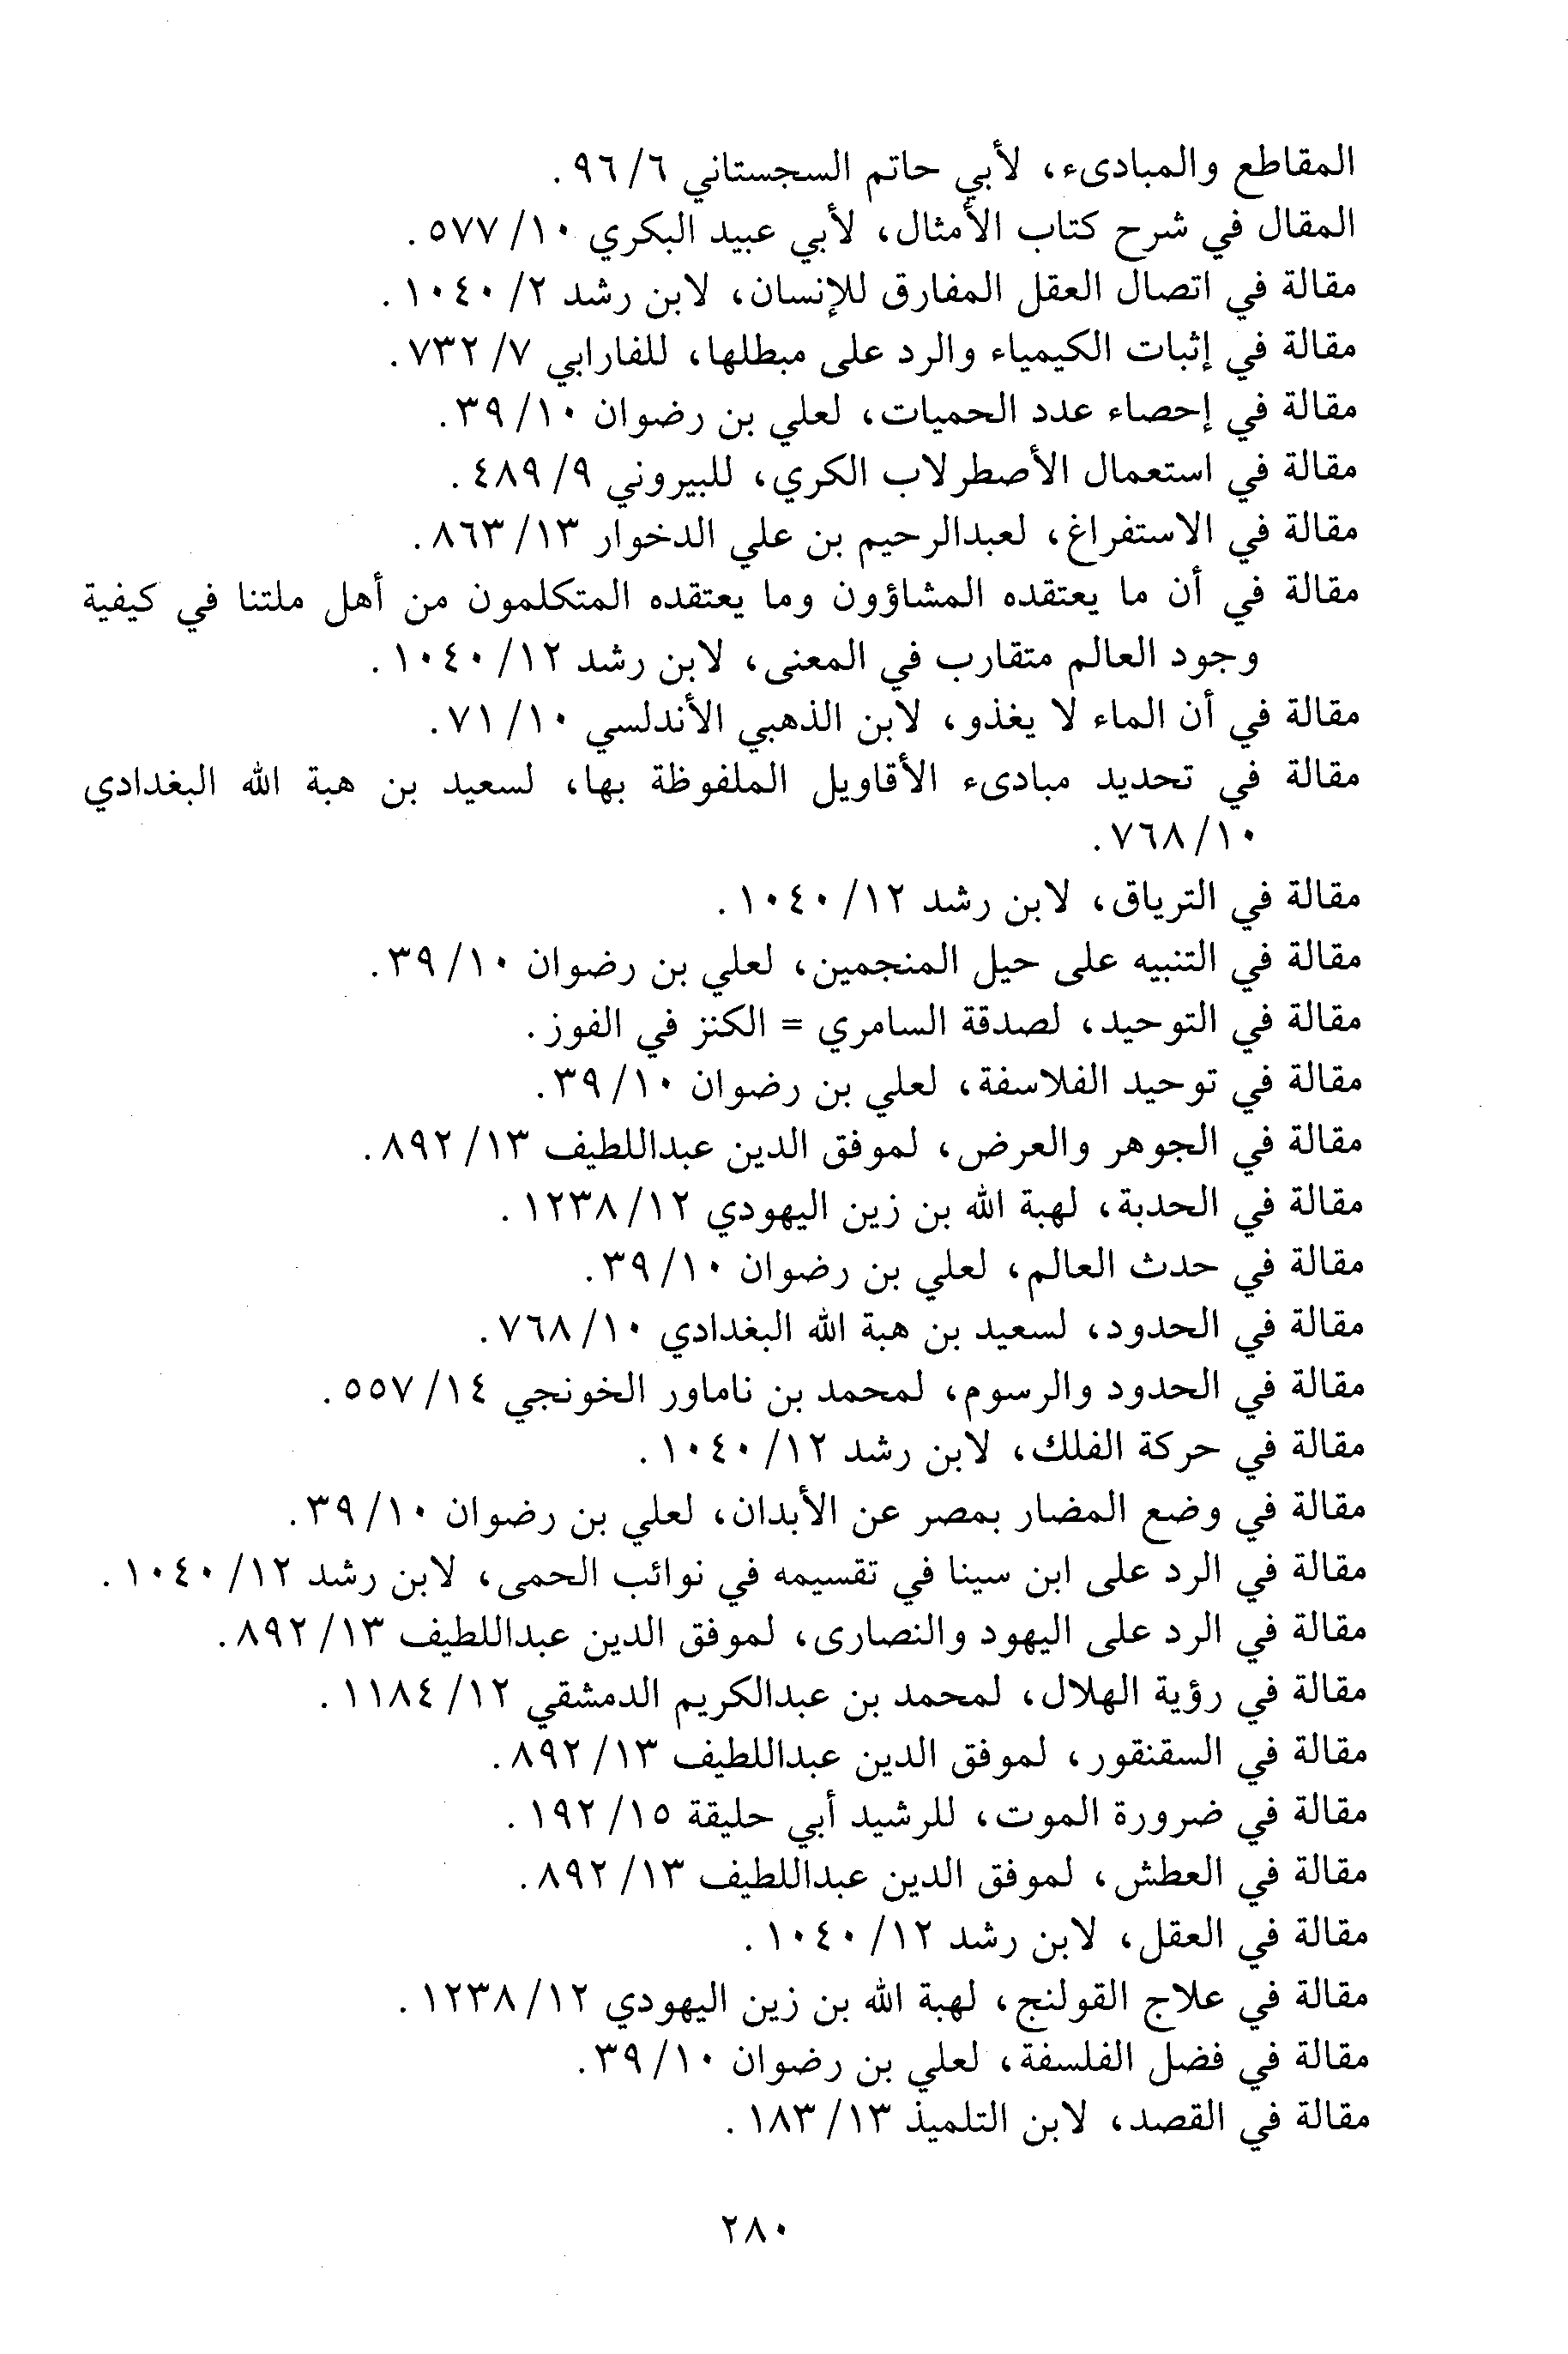 المقاطع والمبادىء، لأبي حاتم السجستاني ٦/ ٩٦.
المقال في شرح كتاب الأمثال، لأبي عبيد البكري ١٠/ ٥٧٧.
مقالة في اتصال العقل المفارق للإنسان، لابن رشد ٢/ ١٠٤٠.
مقالة في إثبات الكيمياء والرد على مبطلها، للفارابي ٧/ ٧٣٢.
مقالة في إحصاء عدد الحميات، لعلي بن رضوان ١٠/ ٣٩.
مقالة في استعمال الأصطرلاب الكري، للبيروني ٩/ ٤٨٩.
مقالة في الاستفراغ، لعبدالرحيم بن علي الدخوار ١٣/ ٨٦٣.
مقالة في أن ما يعتقده المشاؤون وما يعتقده المتكلمون من أهل ملتنا في كيفية
وجود العالم متقارب في المعنى، لابن رشد ١٢/ ١٠٤٠.
مقالة في أن الماء لا يغذو، لابن الذهبي الأندلسي ١٠/ ٧١.
مقالة في تحديد مبادىء الأقاويل الملفوظة بها، لسعيد بن هبة الله البغدادي
١٠/ ٧٦٨.
مقالة في الترياق، لابن رشد ١٢/ ١٠٤٠.
مقالة في التنبيه على حيل المنجمين، لعلي بن رضوان ١٠/ ٣٩.
مقالة في التوحيد، لصدقة السامري = الكنز في الفوز.
مقالة في توحيد الفلاسفة، لعلي بن رضوان ١٠/ ٣٩.
مقالة في الجوهر والعرض، لموفق الدين عبداللطيف ١٣/ ٨٩٢.
مقالة في الحدبة، لهبة الله بن زين اليهودي ١٢/ ١٢٣٨.
مقالة في حدث العالم، لعلي بن رضوان ١٠/ ٣٩.
مقالة في الحدود، لسعيد بن هبة الله البغدادي ١٠/ ٧٦٨.
مقالة في الحدود والرسوم، لمحمد بن ناماور الخونجي ١٤/ ٥٥٧.
مقالة في حركة الفلك، لابن رشد ١٢/ ١٠٤٠.
مقالة في وضع المضار بمصر عن الأبدان، لعلي بن رضوان ١٠/ ٣٩.
مقالة في الرد على ابن سينا في تقسيمه في نوائب الحمى، لابن رشد ١٢/ ١٠٤٠.
مقالة في الرد على اليهود والنصارى، لموفق الدين عبداللطيف ١٣/ ٨٩٢.
مقالة في رؤية الهلال، لمحمد بن عبدالكريم الدمشقي ١٢/ ١١٨٤.
مقالة في السقنقور، لموفق الدين عبداللطيف ١٣/ ٨٩٢.
مقالة في ضرورة الموت، للرشيد أبي حليقة ١٥/ ١٩٢.
مقالة في العطش، لموفق الدين عبداللطيف ١٣/ ٨٩٢.
مقالة في العقل، لابن رشد ١٢/ ١٠٤٠.
مقالة في علاج القولنج، لهبة الله بن زين اليهودي ١٢/ ١٢٣٨.
مقالة في فضل الفلسفة، لعلي بن رضوان ١٠/ ٣٩.
مقالة في القصد، لابن التلميذ ١٣/ ١٨٣.
٢٨٠